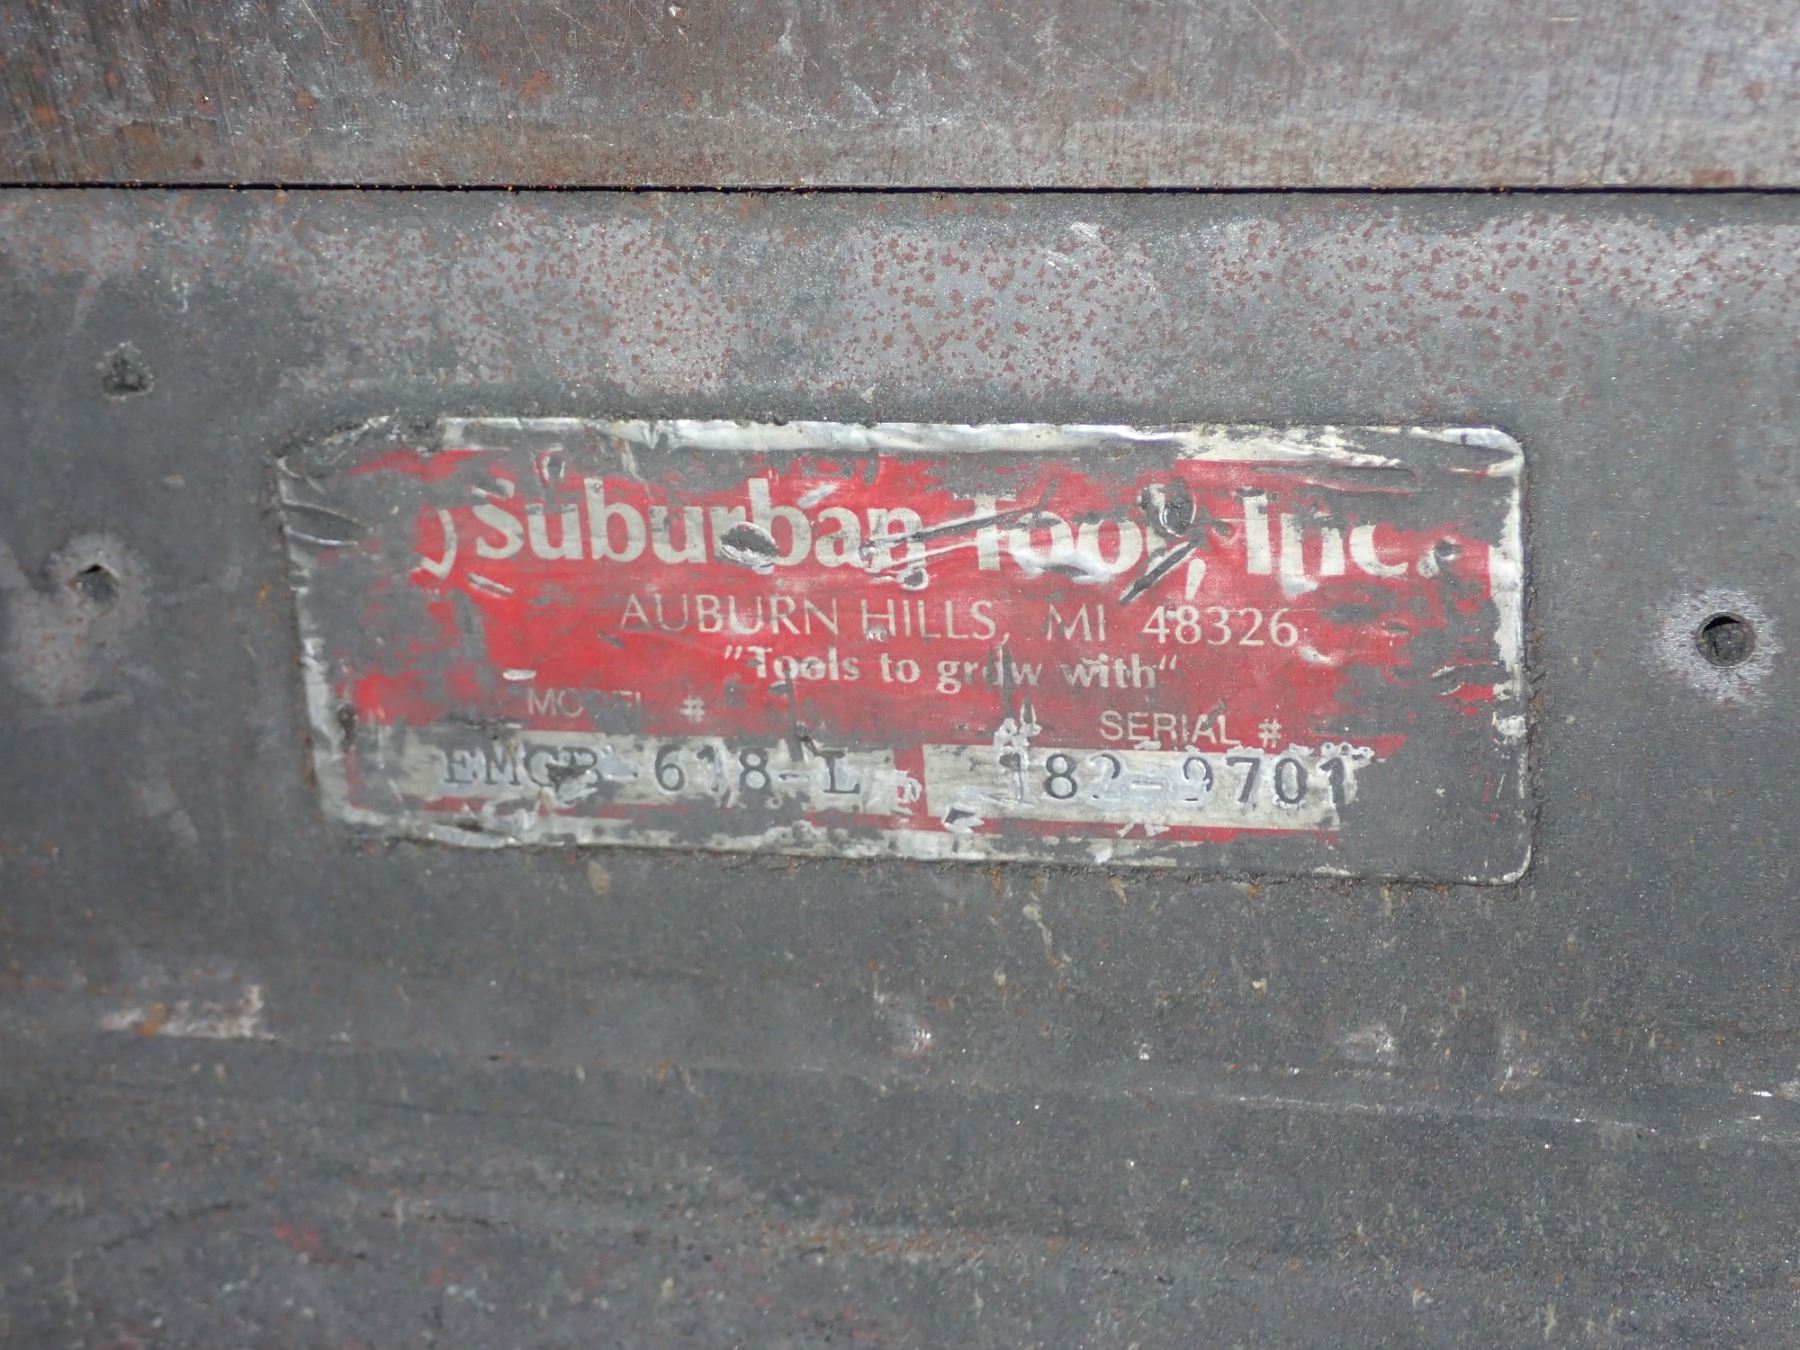 Suburban Tool, Inc.
AUBURN HILLS, MI 48326
"Tools to grow with"
MODEL # SERIAL #
EMGB-618-L 182-9701